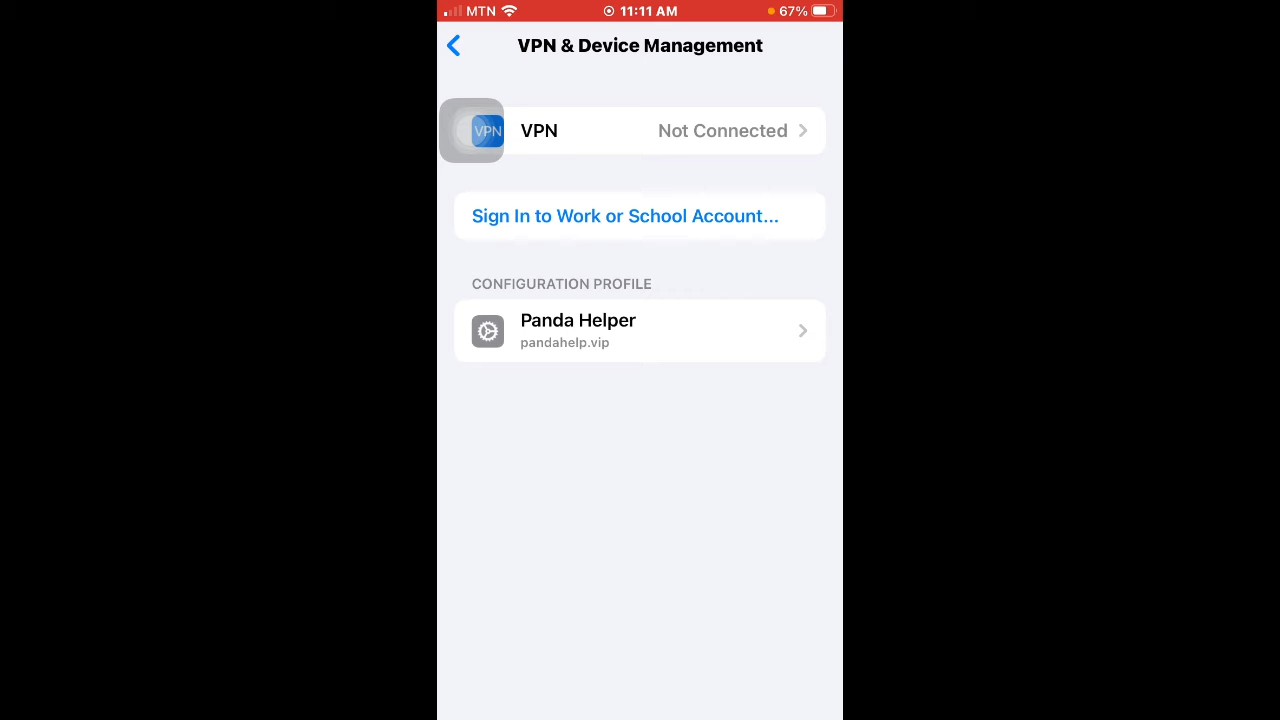 MTN 11:11 AM 67%
VPN & Device Management
VPN VPN Not Connected
Sign In to Work or School Account...
CONFIGURATION PROFILE
Panda Helper
pandahelp.vip